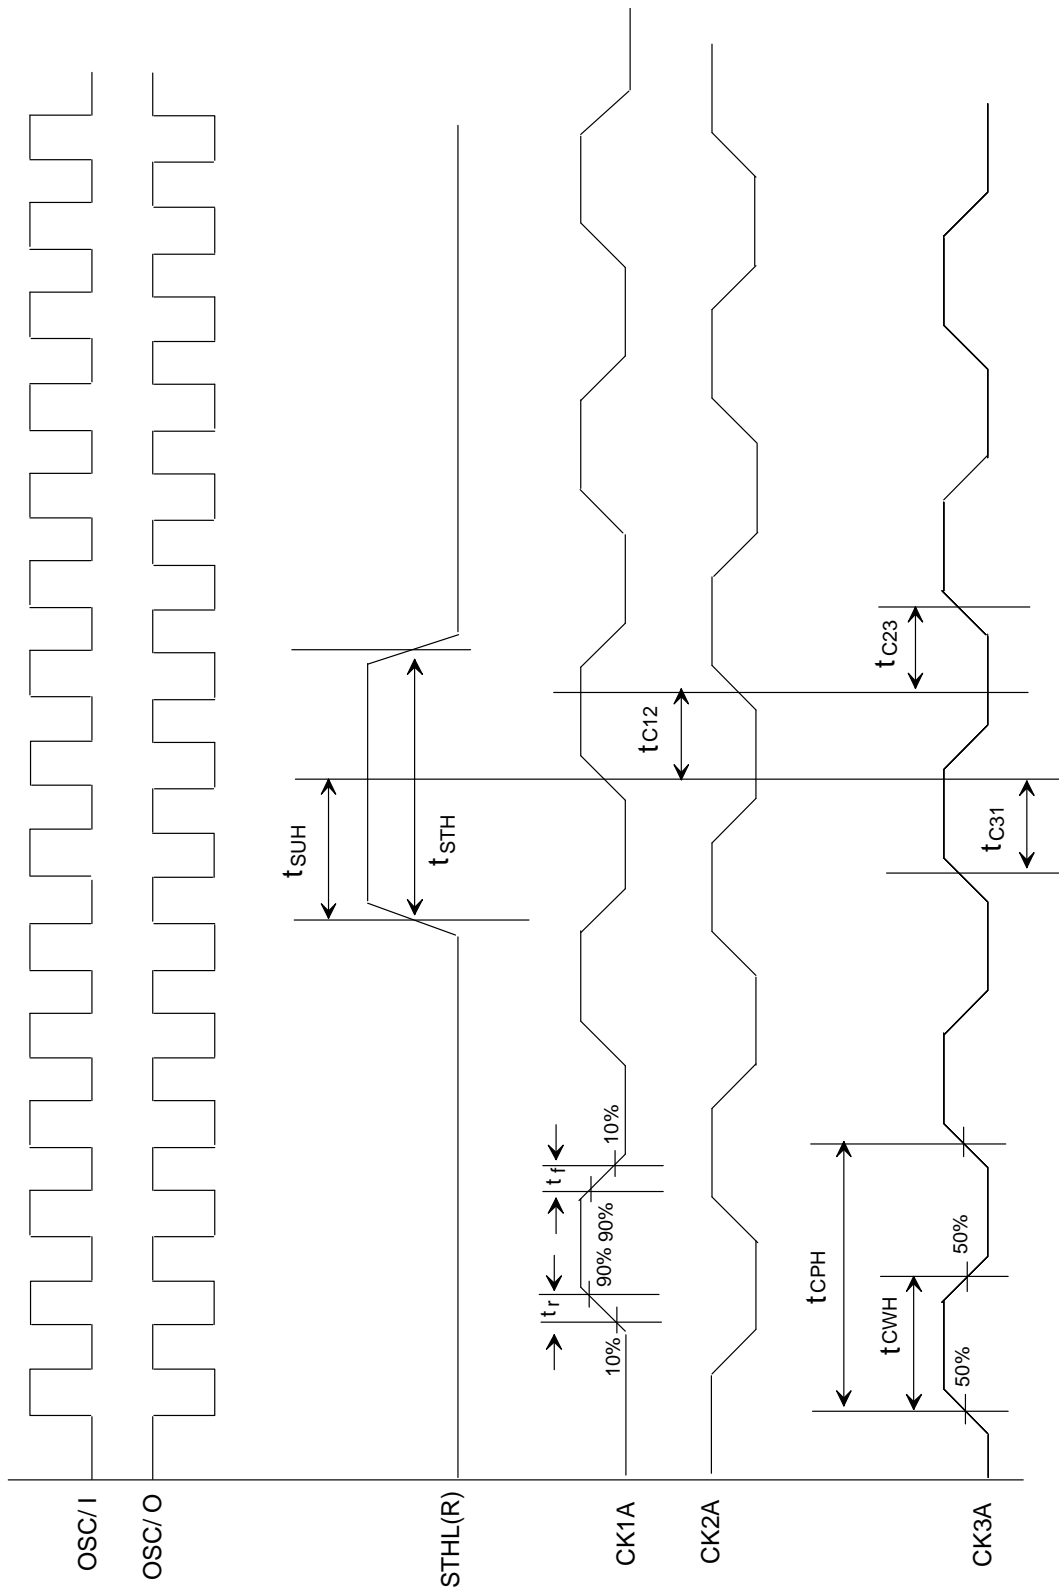 OSC/ I
OSC/ O
STHL(R)
tSUH
tSTH
CK1A
10%
tr
90%
90%
tf
10%
CK2A
tC12
CK3A
50%
tCWH
50%
tCPH
tC31
tC23